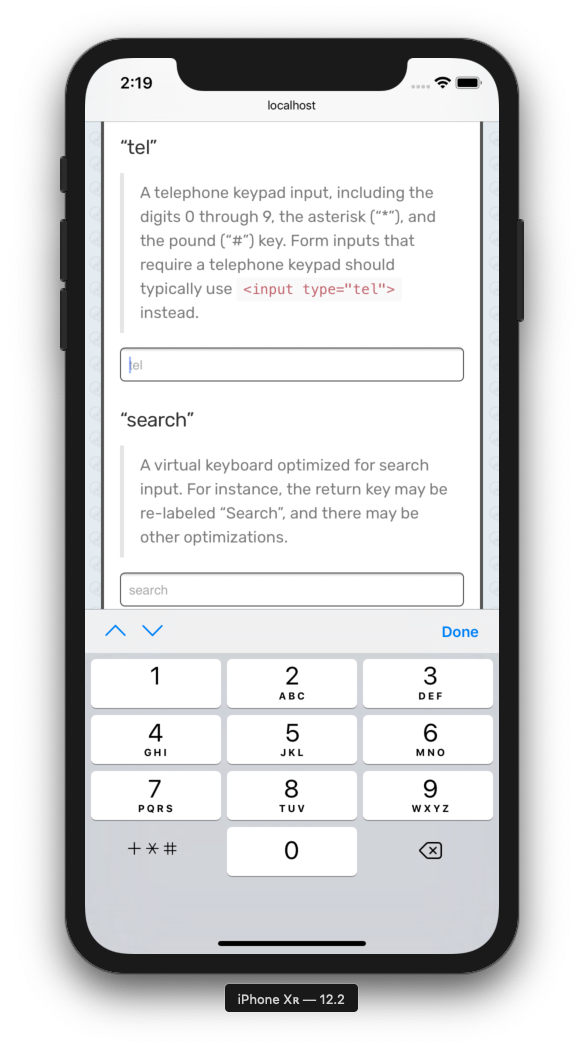 2:19
localhost
“tel”
A telephone keypad input, including the
digits 0 through 9, the asterisk (“*”), and
the pound (“#”) key. Form inputs that
require a telephone keypad should
typically use <input type="tel">
instead.
tel
“search”
A virtual keyboard optimized for search
input. For instance, the return key may be
re-labeled “Search”, and there may be
other optimizations.
search
Done
1 2 3
ABC DEF
4 5 6
GHI JKL MNO
7 8 9
PQRS TUV WXYZ
+*# 0
iPhone Xʀ — 12.2